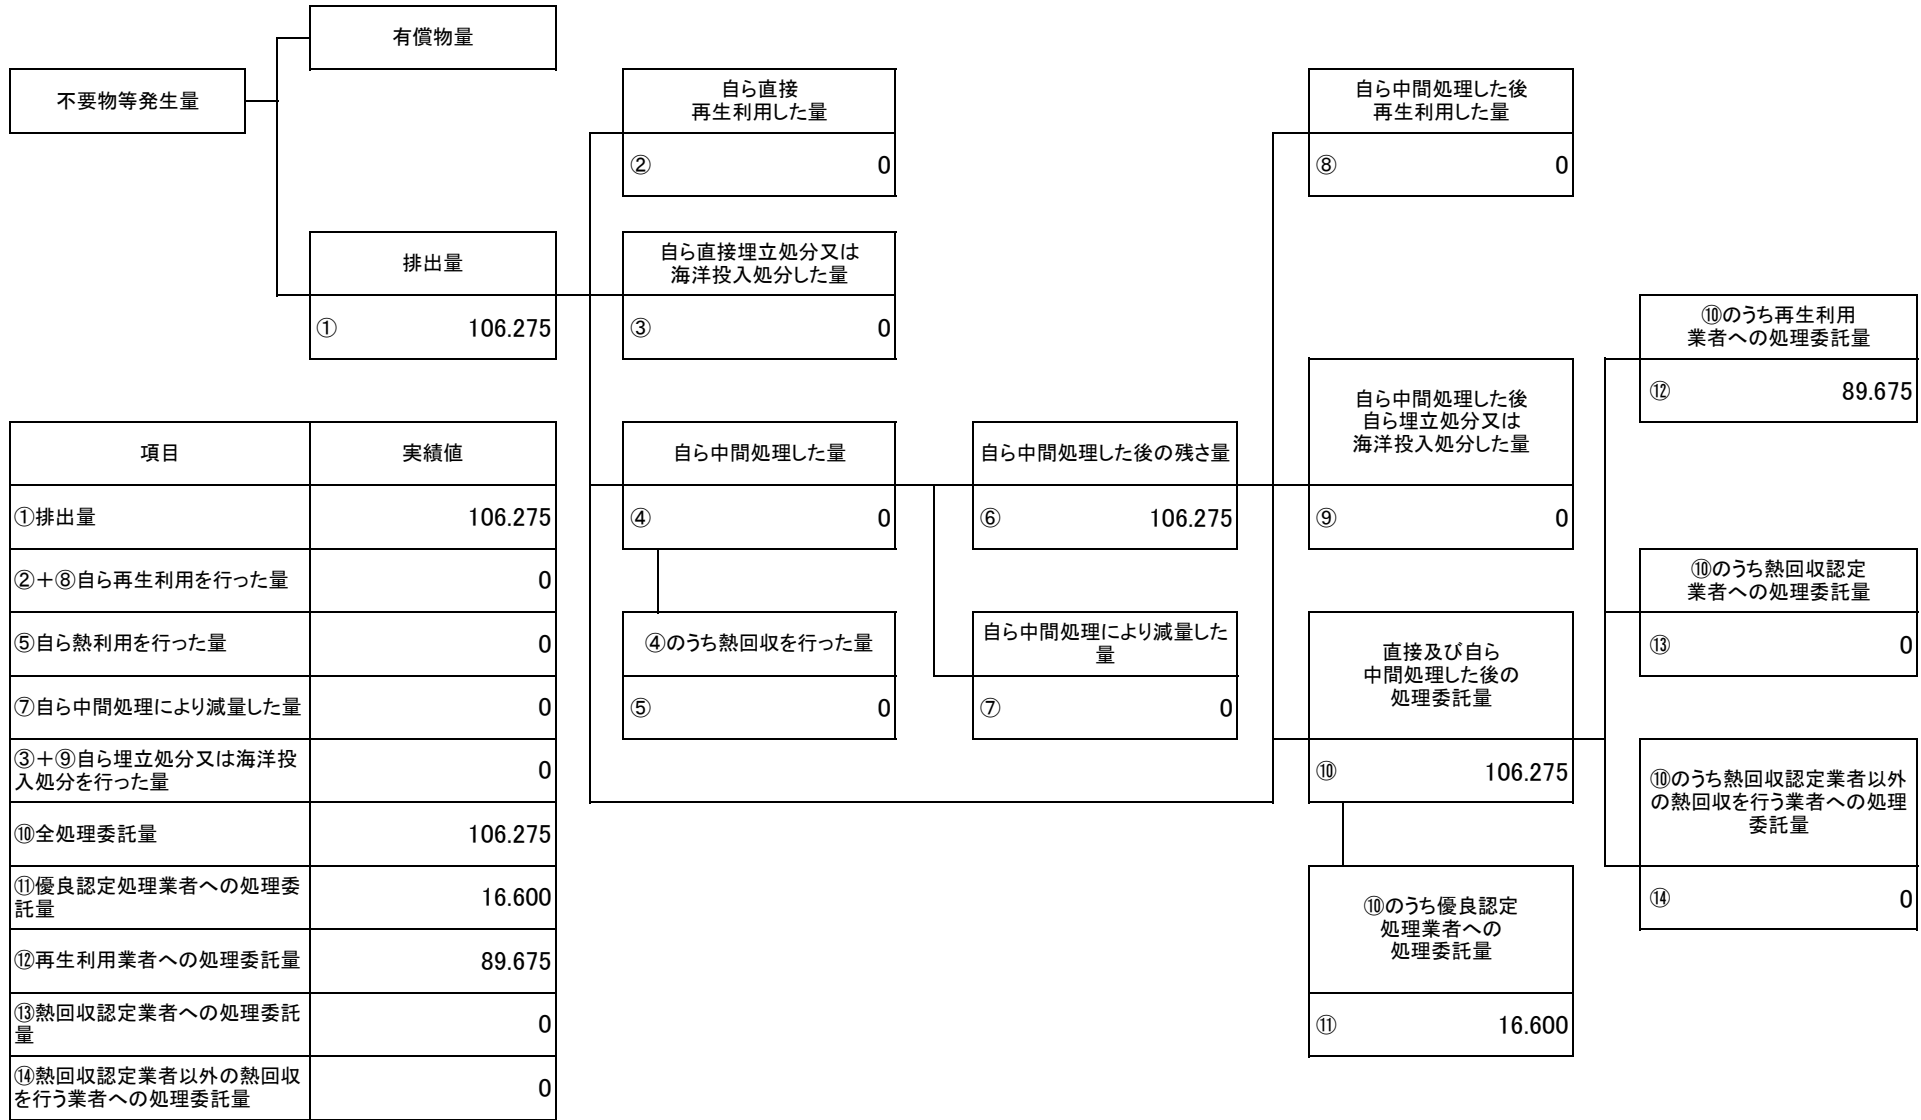 有償物量
不要物等発生量
自ら直接
再生利用した量
② 0
自ら中間処理した後
再生利用した量
⑧ 0
排出量
① 106.275
自ら直接埋立処分又は
海洋投入処分した量
③ 0
⑩のうち再生利用
業者への処理委託量
⑫ 89.675
自ら中間処理した後
自ら埋立処分又は
海洋投入処分した量
⑨ 0
自ら中間処理した量
④ 0
自ら中間処理した後の残さ量
⑥ 106.275
⑩のうち熱回収認定
業者への処理委託量
⑬ 0
④のうち熱回収を行った量
⑤ 0
自ら中間処理により減量した
量
⑦ 0
直接及び自ら
中間処理した後の
処理委託量
⑩ 106.275
⑩のうち熱回収認定業者以外
の熱回収を行う業者への処理
委託量
⑭ 0
⑩のうち優良認定
処理業者への
処理委託量
⑪ 16.600
項目 実績値
①排出量 106.275
②+⑧自ら再生利用を行った量 0
⑤自ら熱利用を行った量 0
⑦自ら中間処理により減量した量 0
③+⑨自ら埋立処分又は海洋投
入処分を行った量 0
⑩全処理委託量 106.275
⑪優良認定処理業者への処理委
託量 16.600
⑫再生利用業者への処理委託量 89.675
⑬熱回収認定業者への処理委託
量 0
⑭熱回収認定業者以外の熱回収
を行う業者への処理委託量 0